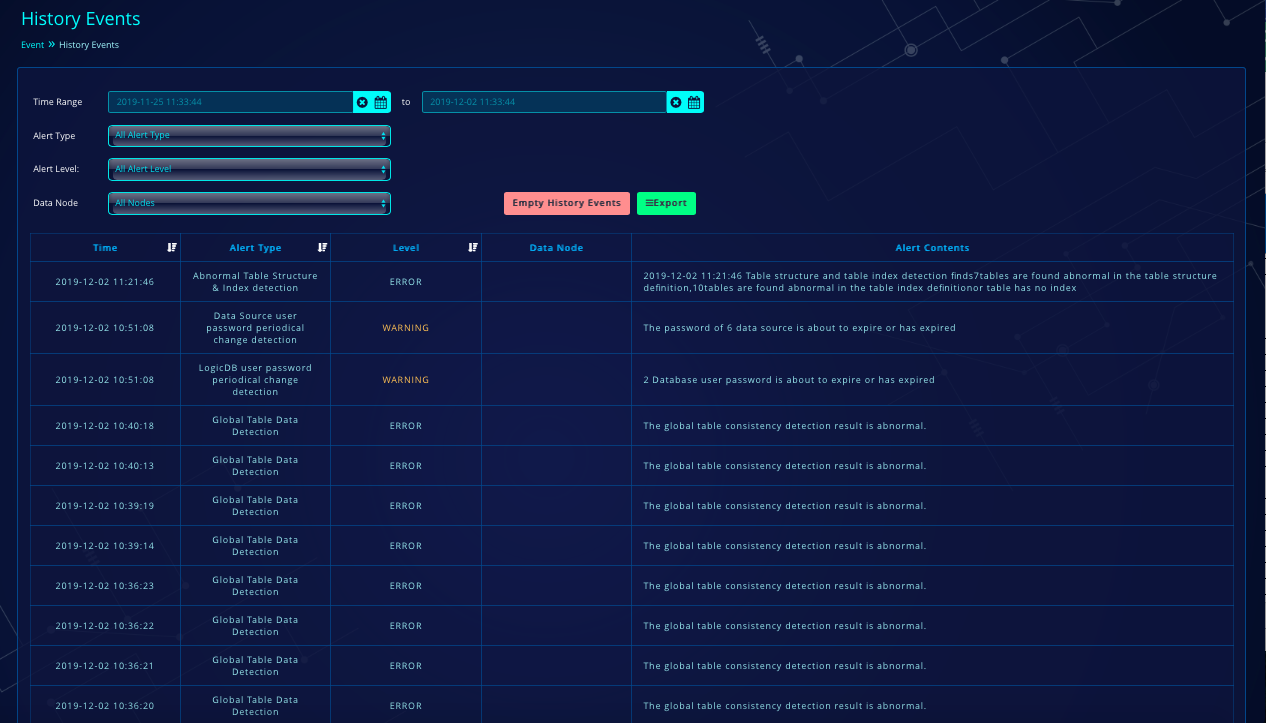 History Events
Event » History Events
Time Range 2019-11-25 11:33:44 to 2019-12-02 11:33:44
Alert Type All Alert Type
Alert Level: All Alert Level
Data Node All Nodes Empty History Events Export
Time Alert Type Level Data Node Alert Contents
2019-12-02 11:21:46 Abnormal Table Structure ERROR 2019-12-02 11:21:46 Table structure and table index detection finds7tables are found abnormal in the table structure
& Index detection definition,10tables are found abnormal in the table index definitionor table has no index
Data Source user
2019-12-02 10:51:08 password periodical WARNING The password of 6 data source is about to expire or has expired
change detection
LogicDB user password
2019-12-02 10:51:08 periodical change WARNING 2 Database user password is about to expire or has expired
detection
2019-12-02 10:40:18 Global Table Data ERROR The global table consistency detection result is abnormal.
Detection
2019-12-02 10:40:13 Global Table Data ERROR The global table consistency detection result is abnormal.
Detection
2019-12-02 10:39:19 Global Table Data ERROR The global table consistency detection result is abnormal.
Detection
2019-12-02 10:39:14 Global Table Data ERROR The global table consistency detection result is abnormal.
Detection
2019-12-02 10:36:23 Global Table Data ERROR The global table consistency detection result is abnormal.
Detection
2019-12-02 10:36:22 Global Table Data ERROR The global table consistency detection result is abnormal.
Detection
2019-12-02 10:36:21 Global Table Data ERROR The global table consistency detection result is abnormal.
Detection
2019-12-02 10:36:20 Global Table Data ERROR The global table consistency detection result is abnormal.
Detection